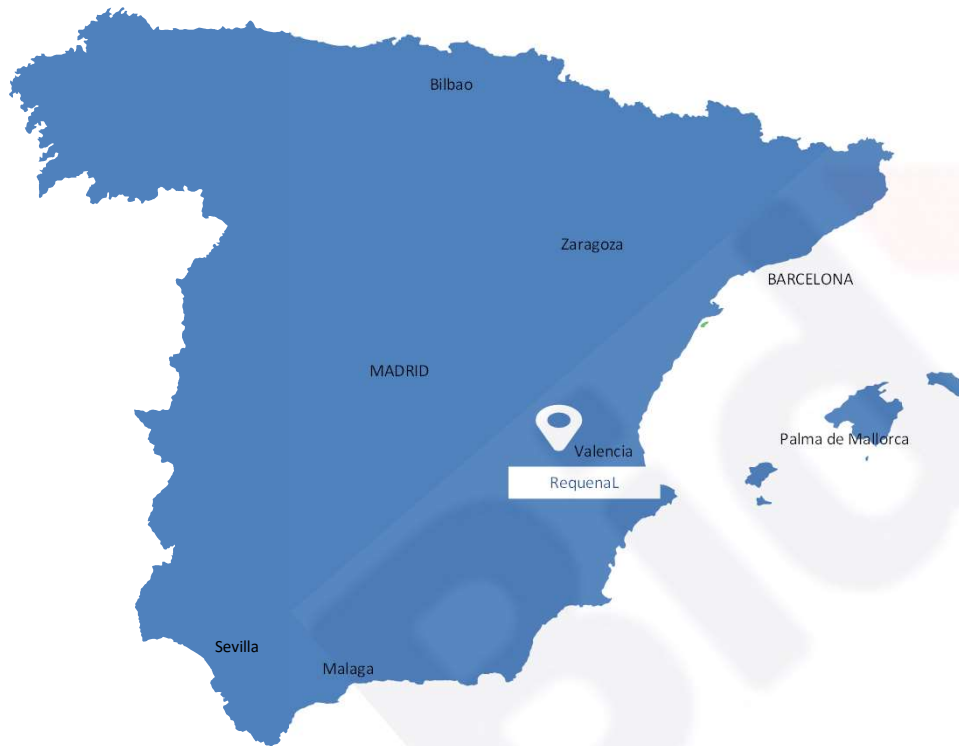 Bilbao
Zaragoza
BARCELONA
MADRID
Palma de Mallorca
Valencia
RequenaL
Sevilla
Malaga